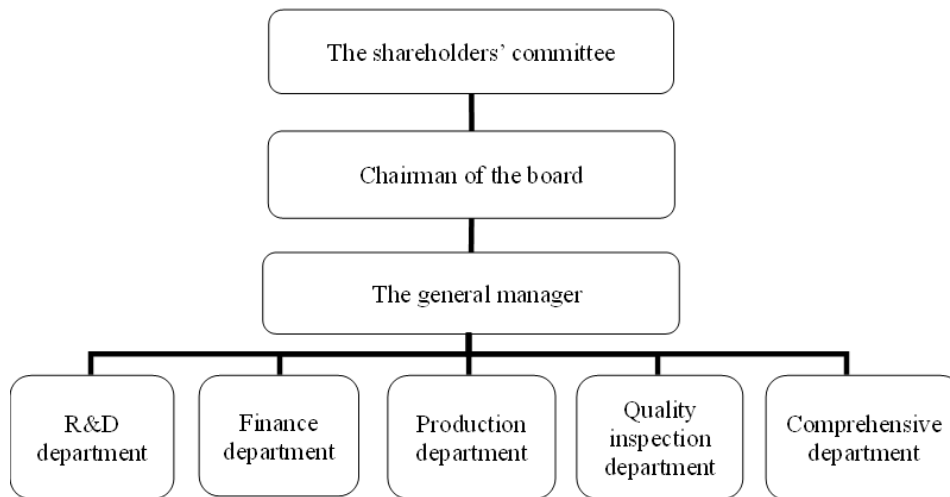 The shareholders’ committee
Chairman of the board
The general manager
R&D
department
Finance
department
Production
department
Quality
inspection
department
Comprehensive
department